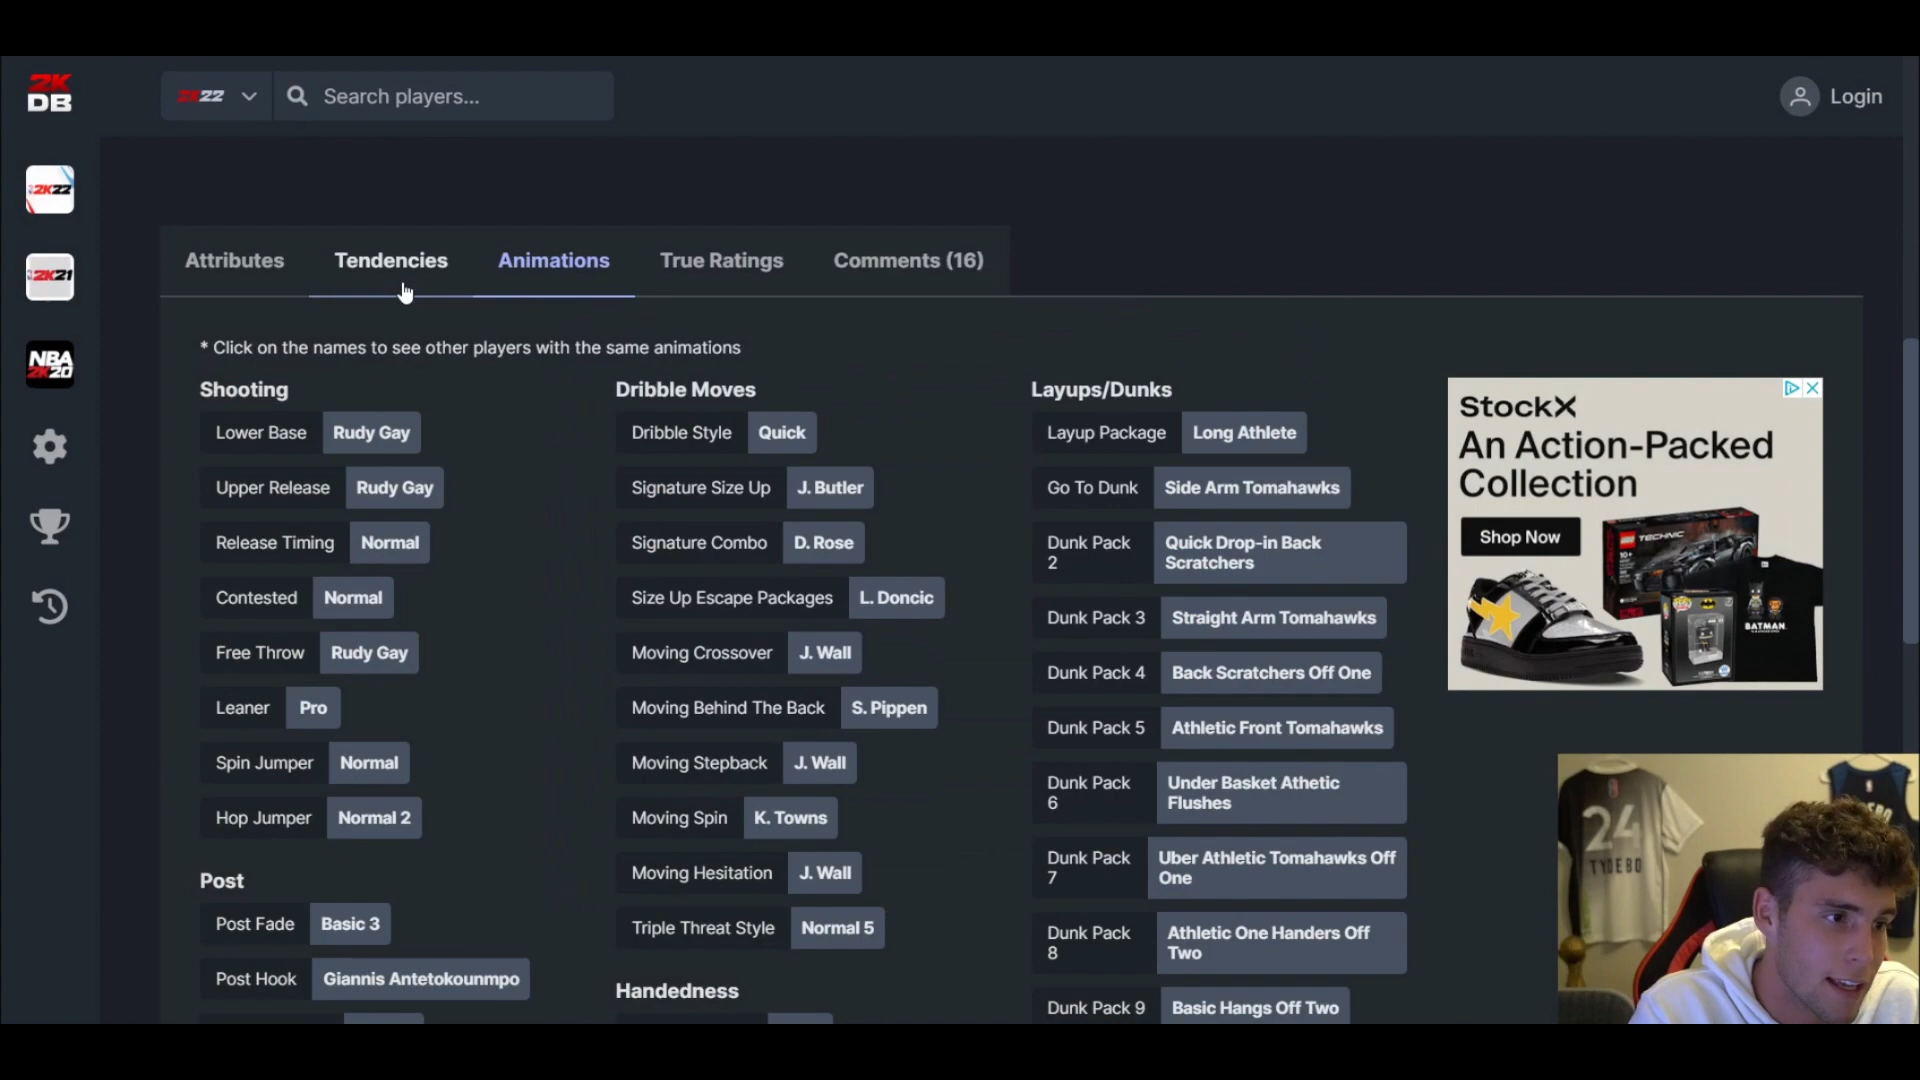 2K
DB
2K22
Search players...
Login
2K22
2K21
NBA
2K20
Attributes
Tendencies
Animations
True Ratings
Comments (16)
* Click on the names to see other players with the same animations
Shooting
Lower Base Rudy Gay
Upper Release Rudy Gay
Release Timing Normal
Contested Normal
Free Throw Rudy Gay
Leaner Pro
Spin Jumper Normal
Hop Jumper Normal 2
Post
Post Fade Basic 3
Post Hook Giannis Antetokounmpo
Dribble Moves
Dribble Style Quick
Signature Size Up J. Butler
Signature Combo D. Rose
Size Up Escape Packages L. Doncic
Moving Crossover J. Wall
Moving Behind The Back S. Pippen
Moving Stepback J. Wall
Moving Spin K. Towns
Moving Hesitation J. Wall
Triple Threat Style Normal 5
Handedness
Layups/Dunks
Layup Package Long Athlete
Go To Dunk Side Arm Tomahawks
Dunk Pack
2
Quick Drop-in Back
Scratchers
Dunk Pack 3 Straight Arm Tomahawks
Dunk Pack 4 Back Scratchers Off One
Dunk Pack 5 Athletic Front Tomahawks
Dunk Pack
6
Under Basket Athetic
Flushes
Dunk Pack
7
Uber Athletic Tomahawks Off
One
Dunk Pack
8
Athletic One Handers Off
Two
Dunk Pack 9 Basic Hangs Off Two
StockX
An Action-Packed
Collection
Shop Now
TECHNIC
BATMAN
24
TYDEBO